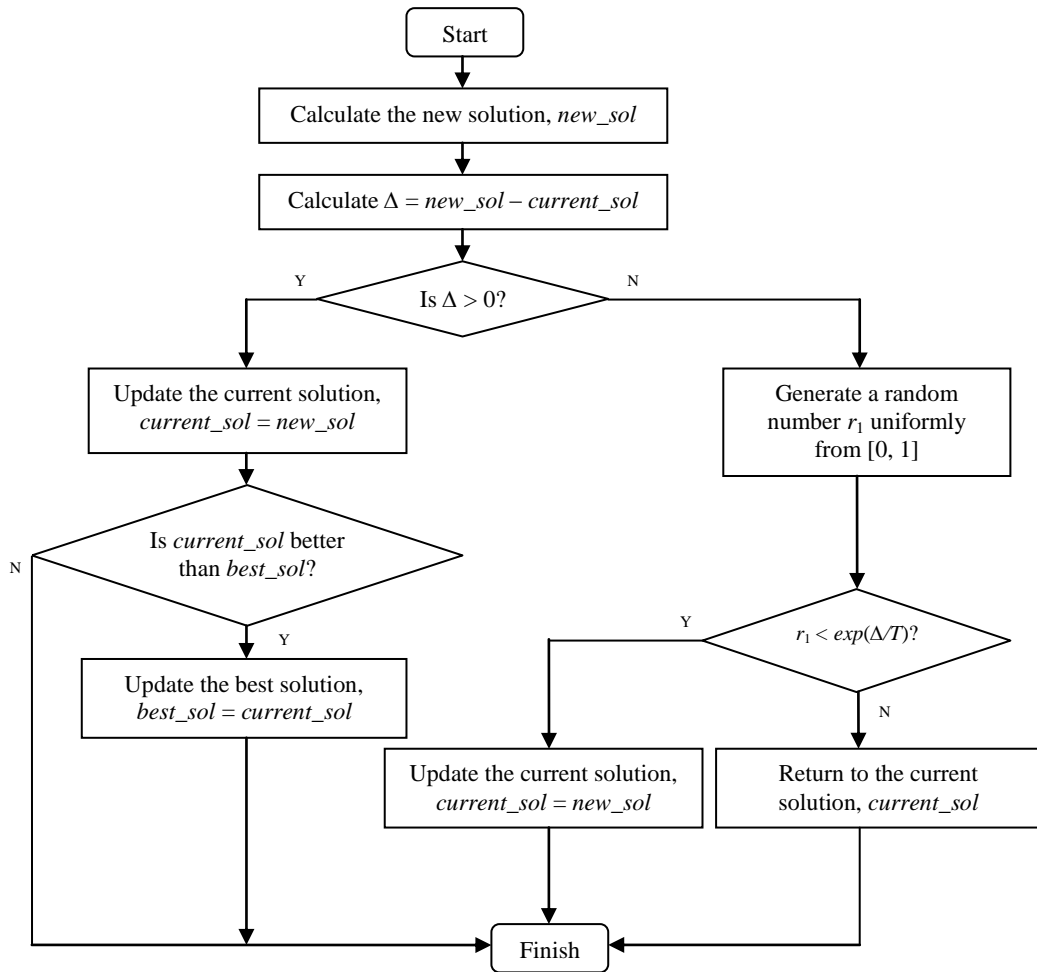 Start
Calculate the new solution, new_sol
Calculate Δ = new_sol – current_sol
Is Δ > 0?
Y
N
Update the current solution,
current_sol = new_sol
Generate a random
number r1 uniformly
from [0, 1]
Is current_sol better
than best_sol?
N
Y
r1 < exp(Δ/T)?
Y
N
Update the best solution,
best_sol = current_sol
Update the current solution,
current_sol = new_sol
Return to the current
solution, current_sol
Finish